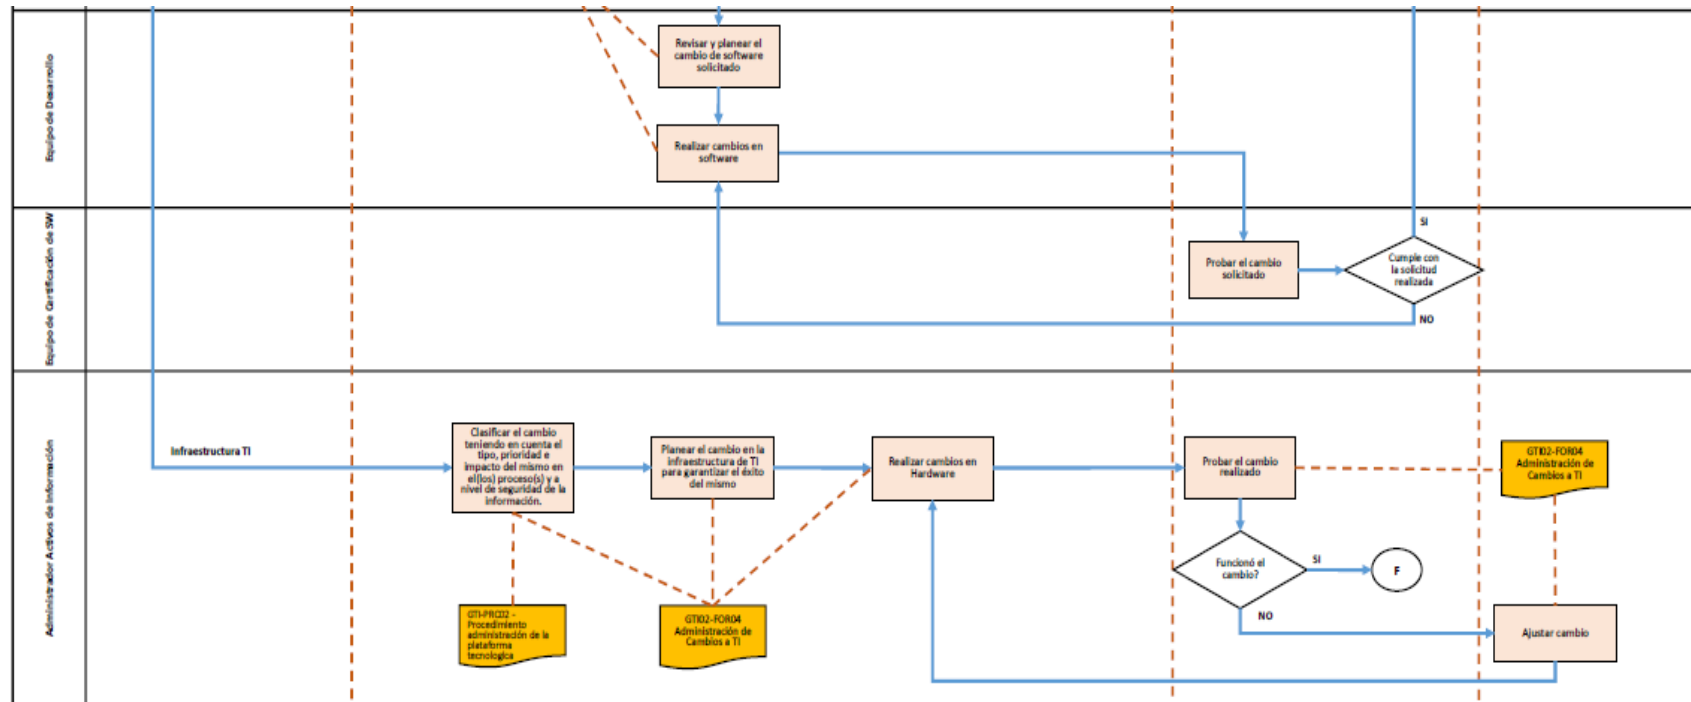 Equipo de Desarrollo
Revisar y planear el
cambio de software
solicitado
Realizar cambios en
software
Equipo de Certificación de SW
Probar el cambio
solicitado
SI
Cumple con
la solicitud
realizada
NO
Administrador Activos de Información
Infraestructura TI
Clasificar el cambio
teniendo en cuenta el
tipo, prioridad e
impacto del mismo en
el(los) proceso(s) y a
nivel de seguridad de la
información.
Planear el cambio en la
infraestructura de TI
para garantizar el éxito
del mismo
Realizar cambios en
Hardware
Probar el cambio
realizado
GTI02-FOR04
Administración de
Cambios a TI
Funcionó el
cambio?
SI
F
NO
Ajustar cambio
GTI-PRC02 -
Procedimiento
administración de la
plataforma
tecnologica
GTI02-FOR04
Administración de
Cambios a TI